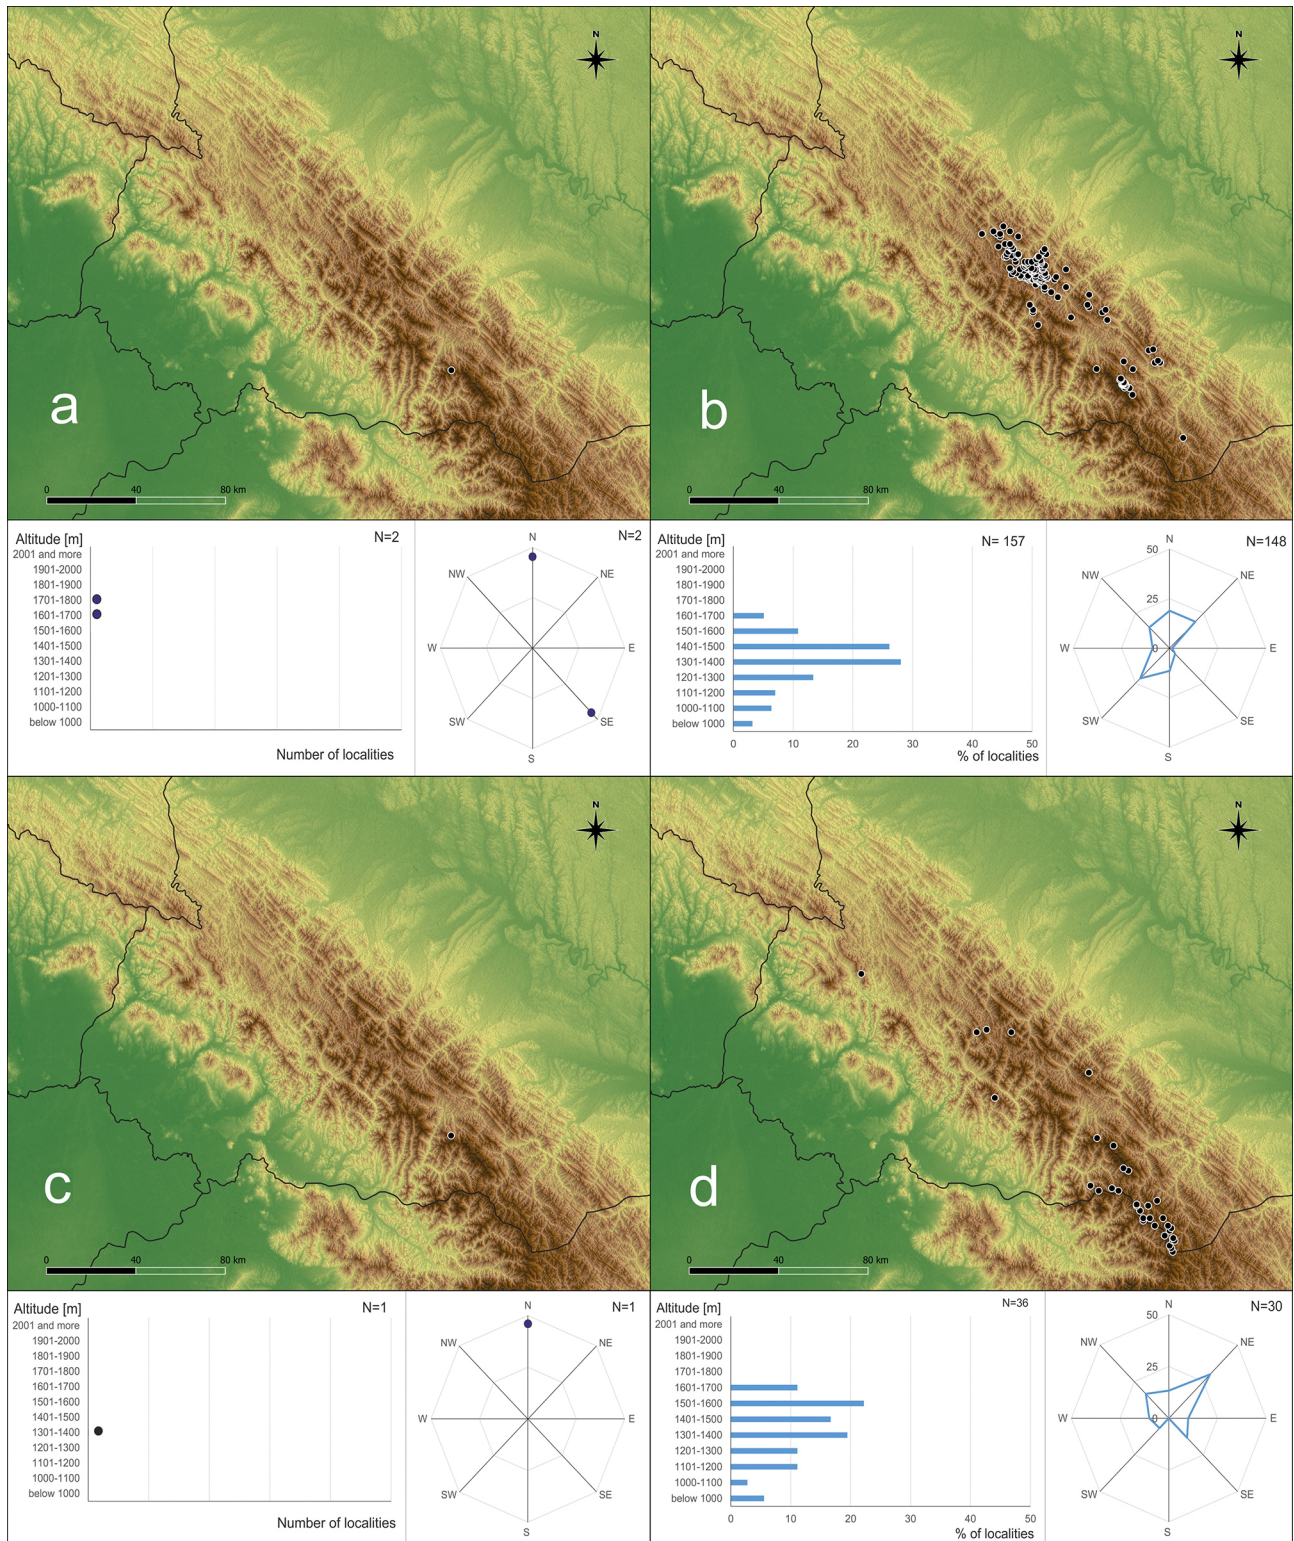 N
a
0 40 80 km
N
b
0 40 80 km
Altitude [m]
N=2
2001 and more
1901-2000
1801-1900
1701-1800
1601-1700
1501-1600
1401-1500
1301-1400
1201-1300
1101-1200
1000-1100
below 1000
Number of localities
N=2
N
NW NE
W E
SW SE
S
Altitude [m]
N= 157
2001 and more
1901-2000
1801-1900
1701-1800
1601-1700
1501-1600
1401-1500
1301-1400
1201-1300
1101-1200
1000-1100
below 1000
0 10 20 30 40 50
% of localities
N=148
N
50
NW NE
25
W 0 E
SW SE
S
N
c
0 40 80 km
N
d
0 40 80 km
Altitude [m]
N=1
2001 and more
1901-2000
1801-1900
1701-1800
1601-1700
1501-1600
1401-1500
1301-1400
1201-1300
1101-1200
1000-1100
below 1000
Number of localities
N=1
N
NW NE
W E
SW SE
S
Altitude [m]
N=36
2001 and more
1901-2000
1801-1900
1701-1800
1601-1700
1501-1600
1401-1500
1301-1400
1201-1300
1101-1200
1000-1100
below 1000
0 10 20 30 40 50
% of localities
N=30
N
50
NW NE
25
W 0 E
SW SE
S